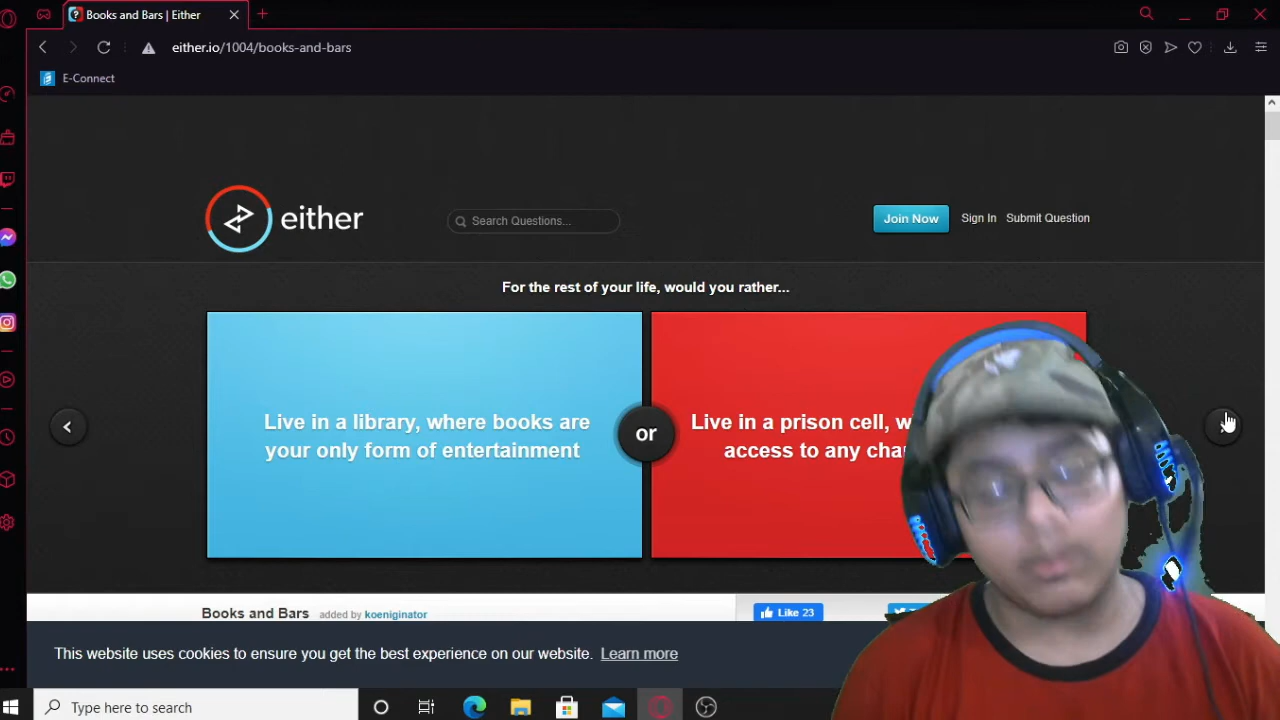 Books and Bars | Either
either.io/1004/books-and-bars
E-Connect
either
Search Questions...
Join Now
Sign In
Submit Question
For the rest of your life, would you rather...
Live in a library, where books are
your only form of entertainment
or
Live in a prison cell,
access to any
Books and Bars added by koeniginator
Like 23
This website uses cookies to ensure you get the best experience on our website. Learn more
Type here to search